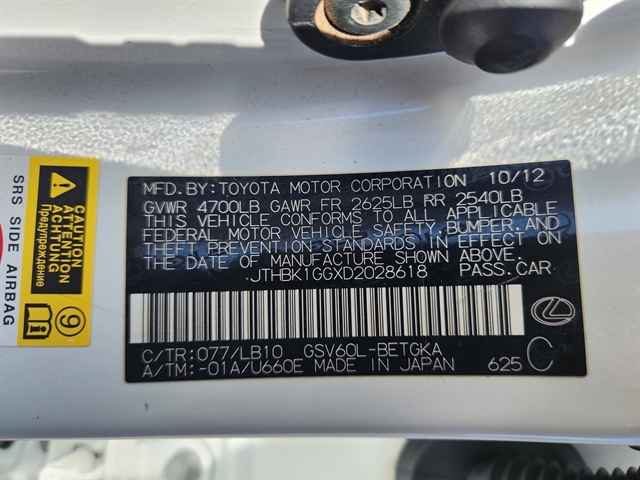 MFD. BY: TOYOTA MOTOR CORPORATION 10/12
GVWR 4700LB GAWR FR 2625LB RR 2540LB
THIS VEHICLE CONFORMS TO ALL APPLICABLE
FEDERAL MOTOR VEHICLE SAFETY, BUMPER, AND
THEFT PREVENTION STANDARDS IN EFFECT ON
THE DATE OF MANUFACTURE SHOWN ABOVE.
JTHBK1GGXD2028618 PASS. CAR
C/TR: 077/LB10 GSV60L-BETGKA
A/TM: -01A/U660E MADE IN JAPAN 625 C
SRS SIDE AIRBAG
CAUTION
ATTENTION
ACHTUNG
Предупреждение
9